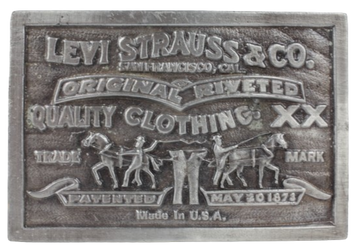 LEVI STRAUSS & CO.
SAN FRANCISCO, CAL.
ORIGINAL RIVETED
QUALITY CLOTHING XX
TRADE MARK
PATENTED MAY 20 1873
Made In U.S.A.